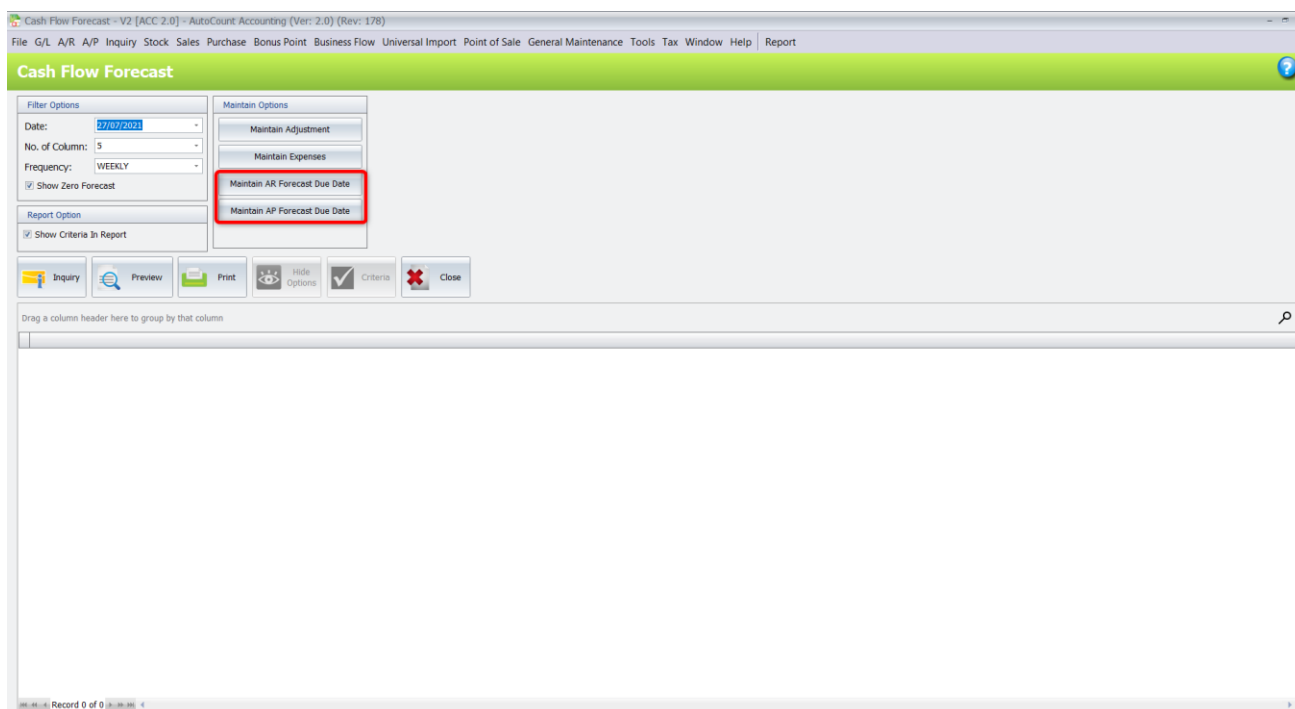 Cash Flow Forecast - V2 [ACC 2.0] - AutoCount Accounting (Ver: 2.0) (Rev: 178)
File G/L A/R A/P Inquiry Stock Sales Purchase Bonus Point Business Flow Universal Import Point of Sale General Maintenance Tools Tax Window Help Report
Cash Flow Forecast
?
Filter Options
Date: 27/07/2021
No. of Column: 5
Frequency: WEEKLY
Show Zero Forecast
Report Option
Show Criteria In Report
Maintain Options
Maintain Adjustment
Maintain Expenses
Maintain AR Forecast Due Date
Maintain AP Forecast Due Date
Inquiry
Preview
Print
Hide
Options
Criteria
Close
Drag a column header here to group by that column
Record 0 of 0